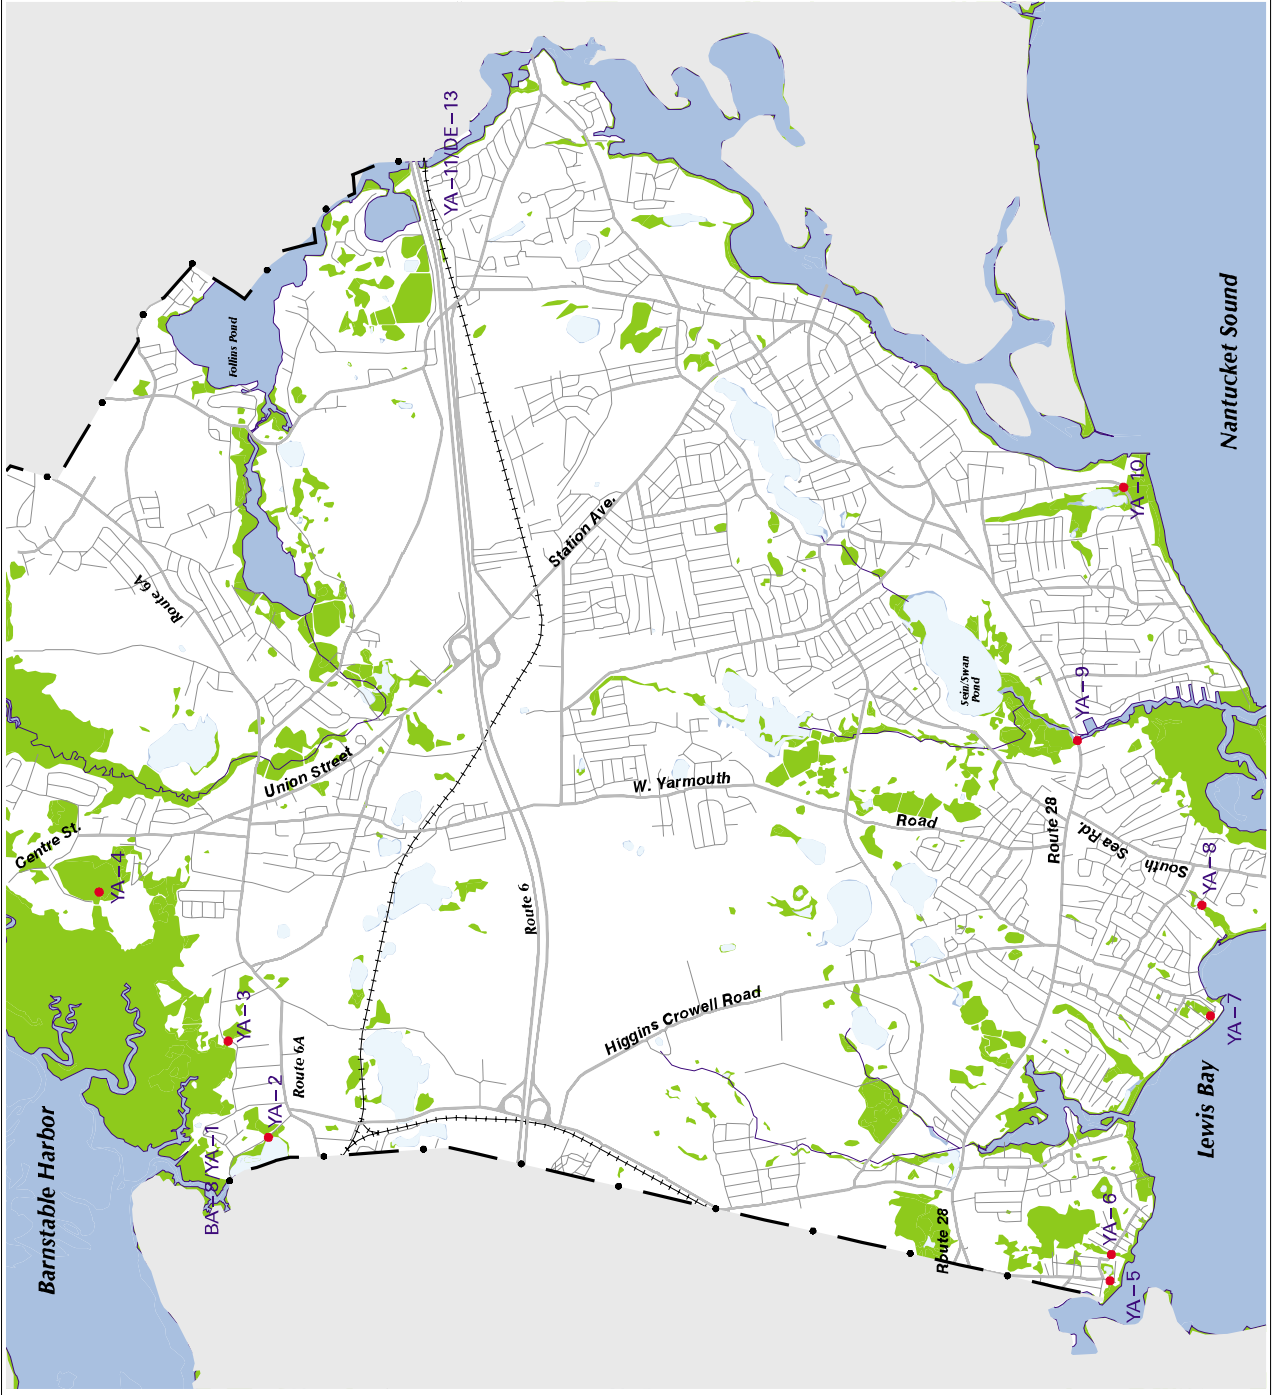 YA-11/DE-13
Follins Pond
Nantucket Sound
YA-10
Station Ave.
Route 6A
Sein/Swan
Pond
YA-9
Union Street
W. Yarmouth
Road
Route 28
Centre St.
YA-4
Sea Rd.
South
YA-8
Route 6
YA-3
Higgins Crowell Road
YA-7
Route 6A
YA-2
Lewis Bay
Barnstable Harbor
BA-8/YA-1
YA-6
Route 28
YA-5